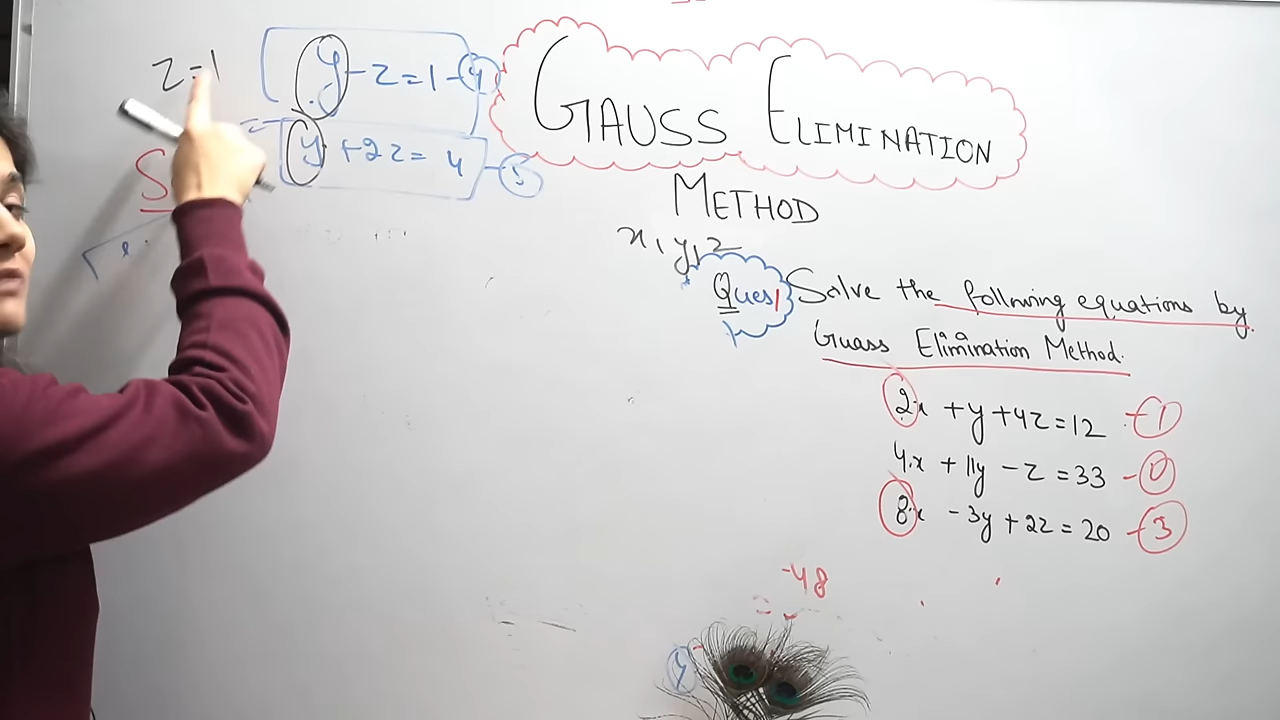 z=1
y-z=1-4
y+2z=4-5
S
GAUSS ELIMINATION
METHOD
x, y, z
Ques1 Solve the following equations by
Guass Elimination Method.
2x + y + 4z = 12 -1
4x + 11y - z = 33 -
8x - 3y + 2z = 20 -3
-48
=
y